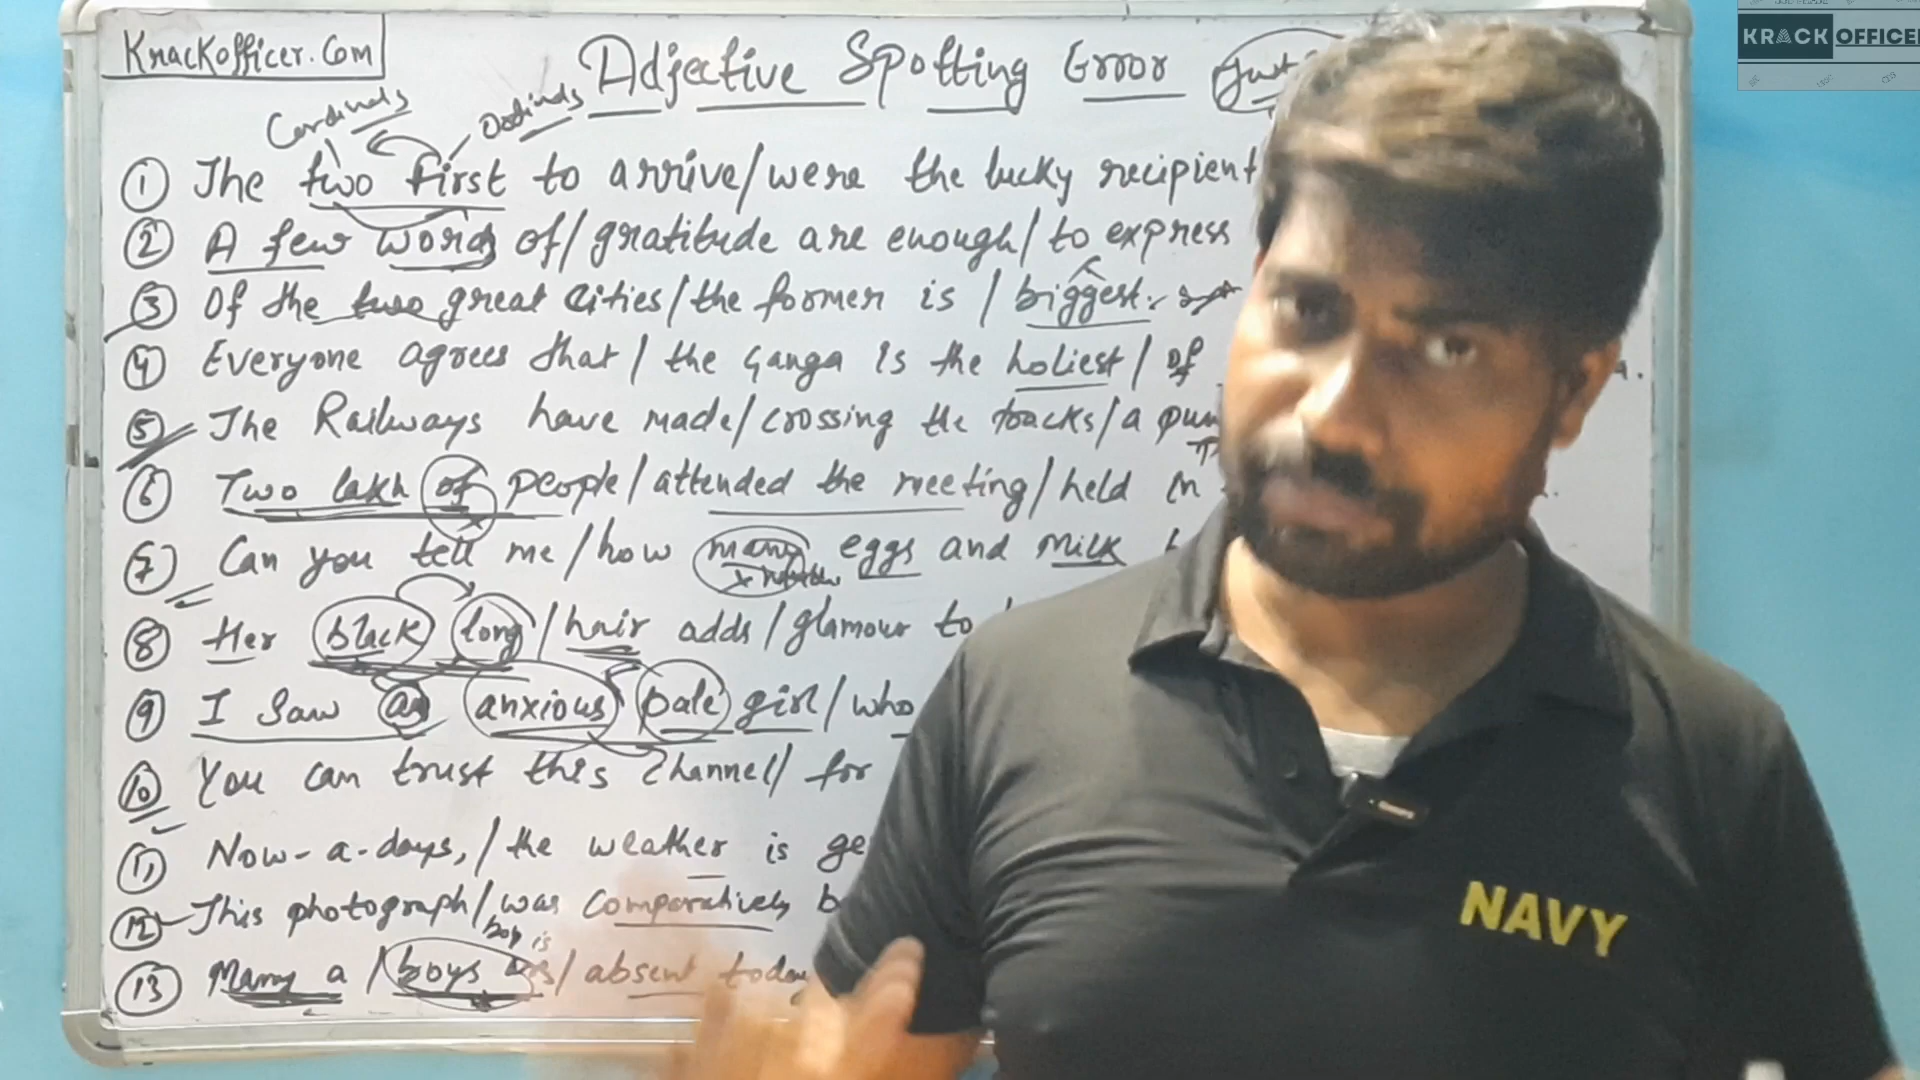 KnackOfficer.Com
Adjective Spotting Error
Cardinals
Ordinals
KRACK OFFICER
① The two first to arrive/were the lucky recipient
② A few words of/gratitude are enough/to express
③ Of the two great cities/the former is/biggest.
④ Everyone agrees that/the Ganga is the holiest/of
⑤ The Railways have made/crossing the tracks/a
⑥ Two lakh of people/attended the meeting/held in
⑦ Can you tell me/how many eggs and milk
⑧ Her black long/hair adds/glamour to
⑨ I saw an anxious pale girl/who
⑩ You can trust this channel/for
⑪ Now-a-days,/the weather is ge
⑫ This photograph/was comparatively b
boy is
⑬ Many a/boys is/absent today
NAVY